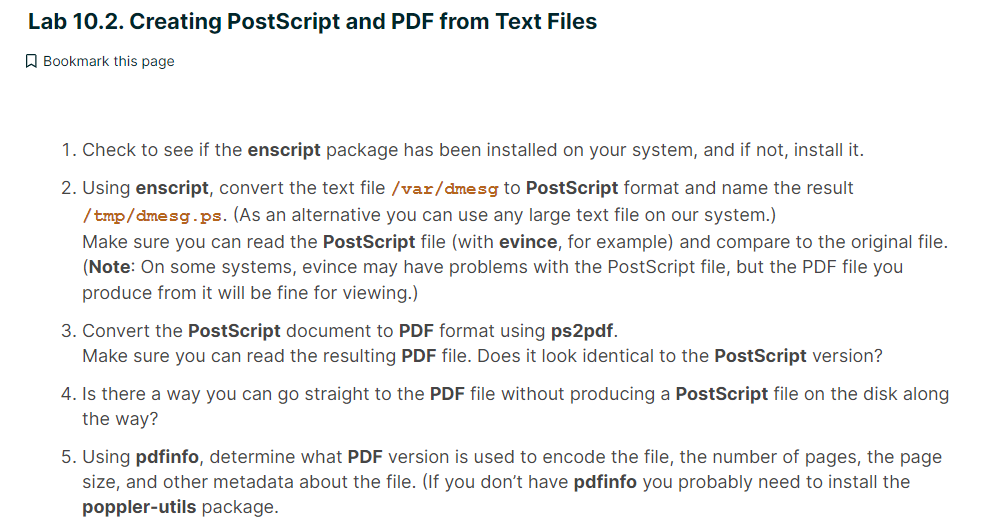 Lab 10.2. Creating PostScript and PDF from Text Files
Bookmark this page
1. Check to see if the enscript package has been installed on your system, and if not, install it.
2. Using enscript, convert the text file /var/dmesg to PostScript format and name the result
/tmp/dmesg.ps. (As an alternative you can use any large text file on our system.)
Make sure you can read the PostScript file (with evince, for example) and compare to the original file.
(Note: On some systems, evince may have problems with the PostScript file, but the PDF file you
produce from it will be fine for viewing.)
3. Convert the PostScript document to PDF format using ps2pdf.
Make sure you can read the resulting PDF file. Does it look identical to the PostScript version?
4. Is there a way you can go straight to the PDF file without producing a PostScript file on the disk along
the way?
5. Using pdfinfo, determine what PDF version is used to encode the file, the number of pages, the page
size, and other metadata about the file. (If you don’t have pdfinfo you probably need to install the
poppler-utils package.